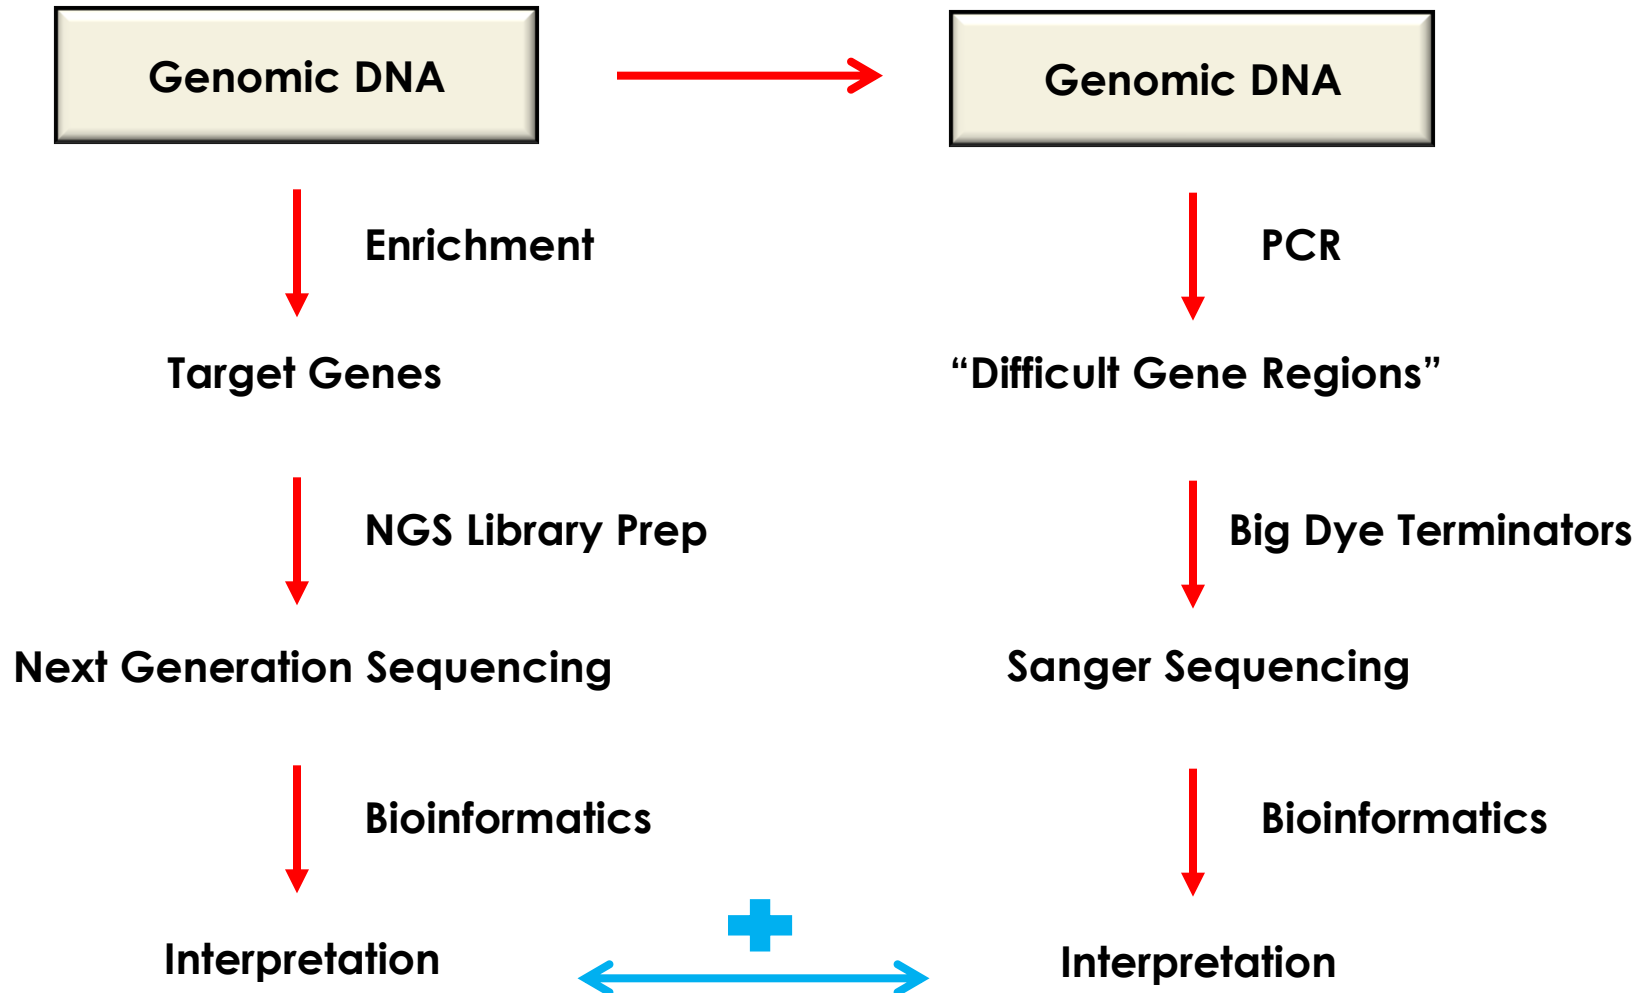 Genomic DNA
Genomic DNA
Enrichment
PCR
Target Genes
“Difficult Gene Regions”
NGS Library Prep
Big Dye Terminators
Next Generation Sequencing
Sanger Sequencing
Bioinformatics
Bioinformatics
Interpretation
Interpretation